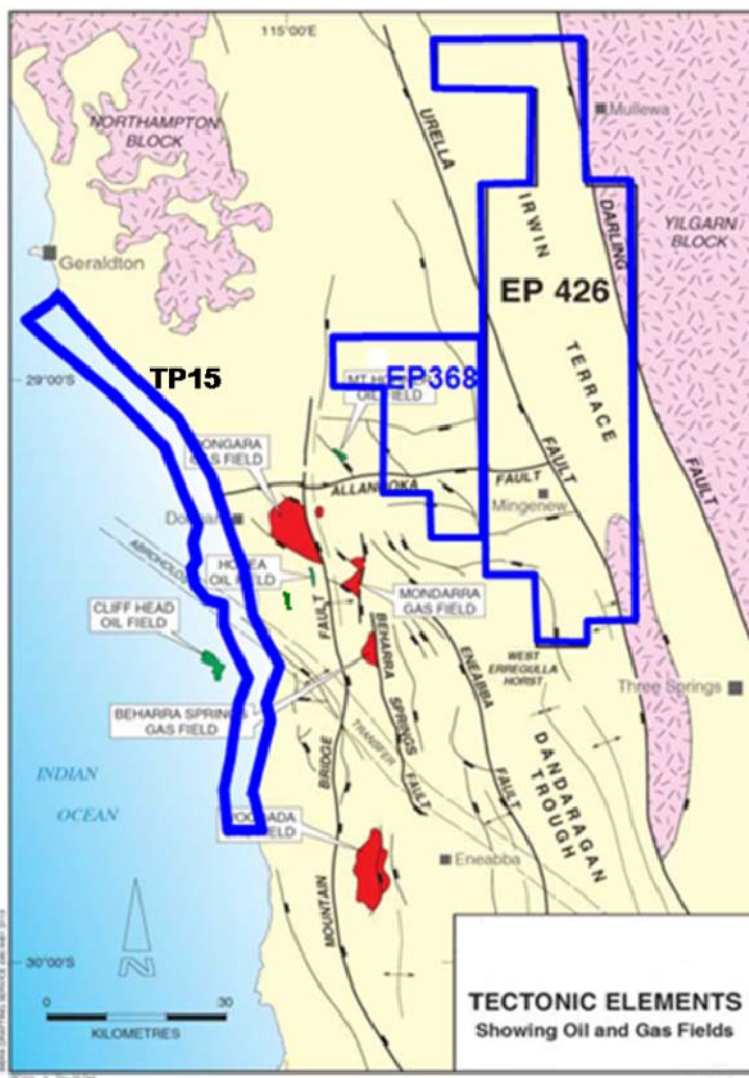 115°00'E
NORTHAMPTON
BLOCK
Mullewa
URELLA
IRWIN
DARLING
YILGARN
BLOCK
Geraldton
EP 426
TP15
29°00'S
EP368
OIL FIELD
TERRACE
GAS FIELD
FAULT
ALLANOOKA
FAULT
FAULT
Mingenew
OIL FIELD
MONDARRA
GAS FIELD
CLIFF HEAD
OIL FIELD
FAULT
BEHARRA
ENEABBA
WEST
ERREGULLA
HORST
Three Springs
BEHARRA SPRINGS
GAS FIELD
SPRINGS
TRANSFER
FAULT
FAULT
BRIDGE
DANDARAGAN
TROUGH
INDIAN
OCEAN
Eneabba
MOUNTAIN
N
30°00'S
0 30
KILOMETRES
TECTONIC ELEMENTS
Showing Oil and Gas Fields